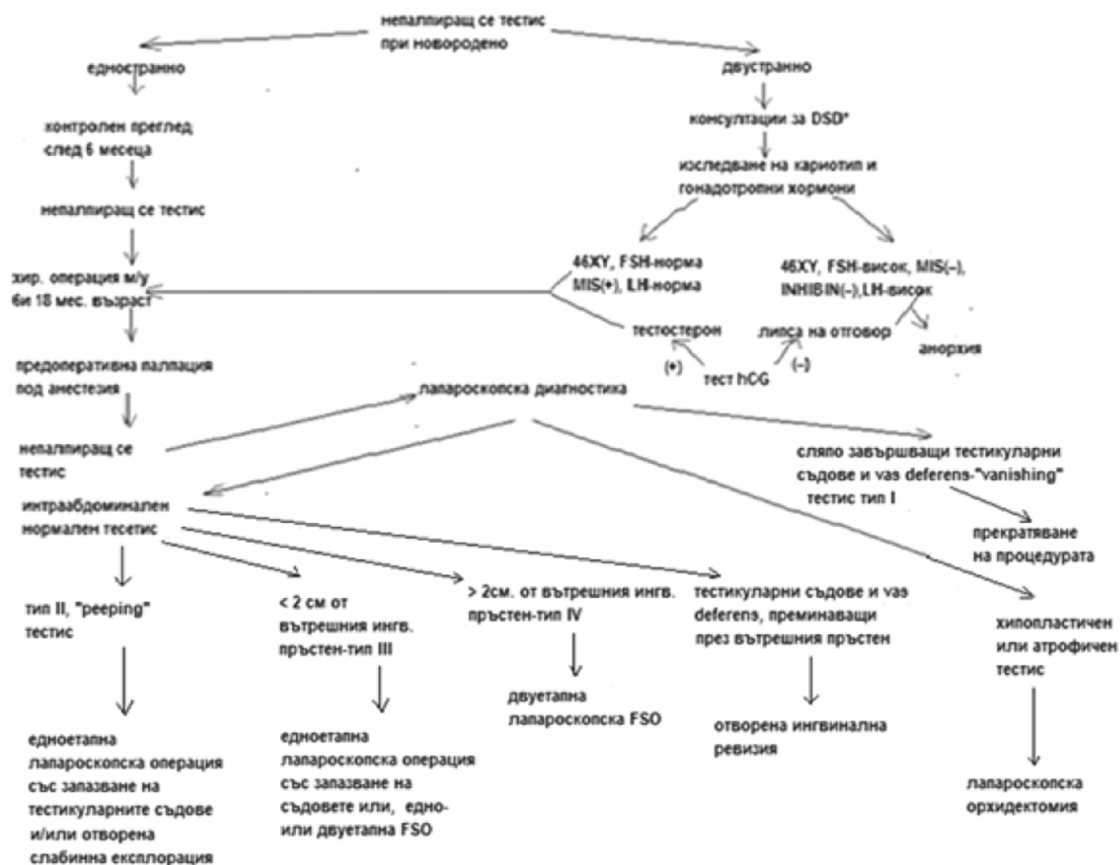 непалпиращ се тестис
при новородено
едностранно
двустранно
контролен преглед
след 6 месеца
консултации за DSD*
изследване на кариотип и
гонадотропни хормони
непалпиращ се тестис
хир. операция м/у
6и 18 мес. възраст
46XY, FSH-норма
MIS(+), LH-норма
46XY, FSH-висок, MIS(–),
INHIBIN(–),LH-висок
тестостерон
липса на отговор
анорхия
(+)
тест hCG
(–)
предоперативна палпация
под анестезия
лапароскопска диагностика
непалпиращ се
тестис
сляпо завършващи тестикуларни
съдове и vas deferens-"vanishing"
тестис тип I
интраабдоминален
нормален тесетис
прекратяване
на процедурата
тип II, "peeping"
тестис
< 2 см от
вътрешния ингв.
пръстен-тип III
> 2см. от вътрешния ингв.
пръстен-тип IV
тестикуларни съдове и vas
deferens, преминаващи
през вътрешния пръстен
хипопластичен
или атрофичен
тестис
едноетапна
лапароскопска операция
със запазване на
тестикуларните съдове
и/или отворена
слабинна експлорация
едноетапна
лапароскопска операция
със запазване на
съдовете или, едно-
или двуетапна FSO
двуетапна
лапароскопска FSO
отворена ингвинална
ревизия
лапароскопска
орхидектомия